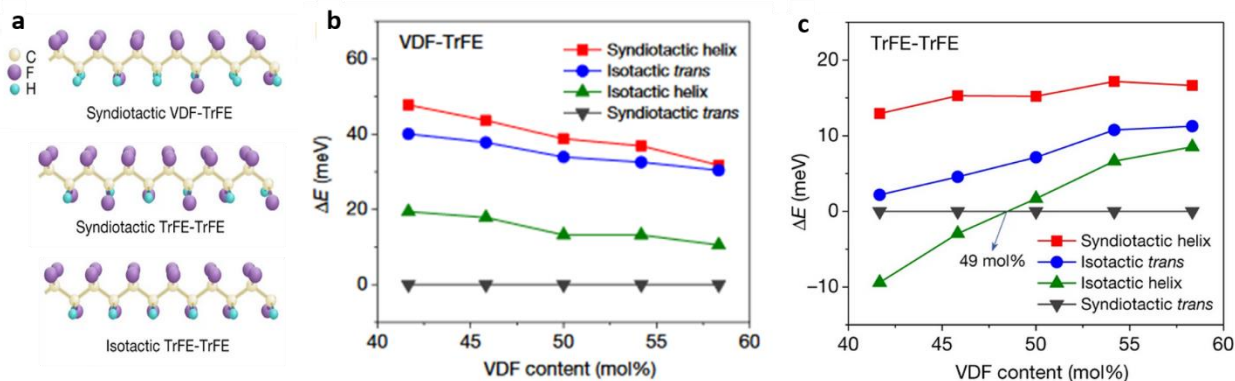 a
C
F
H
Syndiotactic VDF-TrFE
Syndiotactic TrFE-TrFE
Isotactic TrFE-TrFE
b
VDF-TrFE
Syndiotactic helix
Isotactic trans
Isotactic helix
Syndiotactic trans
60
40
20
0
ΔE (meV)
40 45 50 55 60
VDF content (mol%)
c
TrFE-TrFE
20
10
0
−10
ΔE (meV)
49 mol%
Syndiotactic helix
Isotactic trans
Isotactic helix
Syndiotactic trans
40 45 50 55 60
VDF content (mol%)